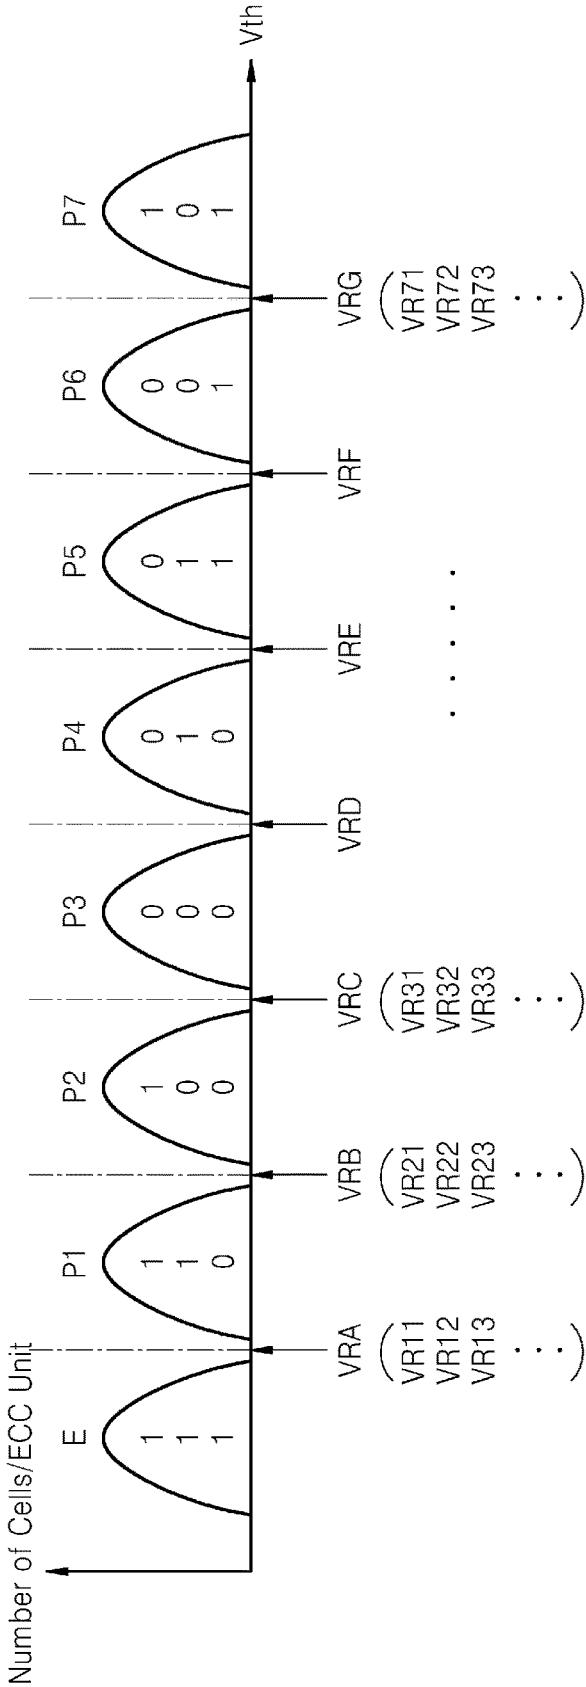 Number of Cells/ECC Unit
E P1 P2 P3 P4 P5 P6 P7
1 1 1 0 0 0 0 1
1 1 0 0 1 1 0 0
1 0 0 0 0 1 1 1
Vth
VRA VRB VRC VRD VRE VRF VRG
(VR11 VR12 VR13 ···)
(VR21 VR22 VR23 ···)
(VR31 VR32 VR33 ···)
· · · · ·
(VR71 VR72 VR73 ···)